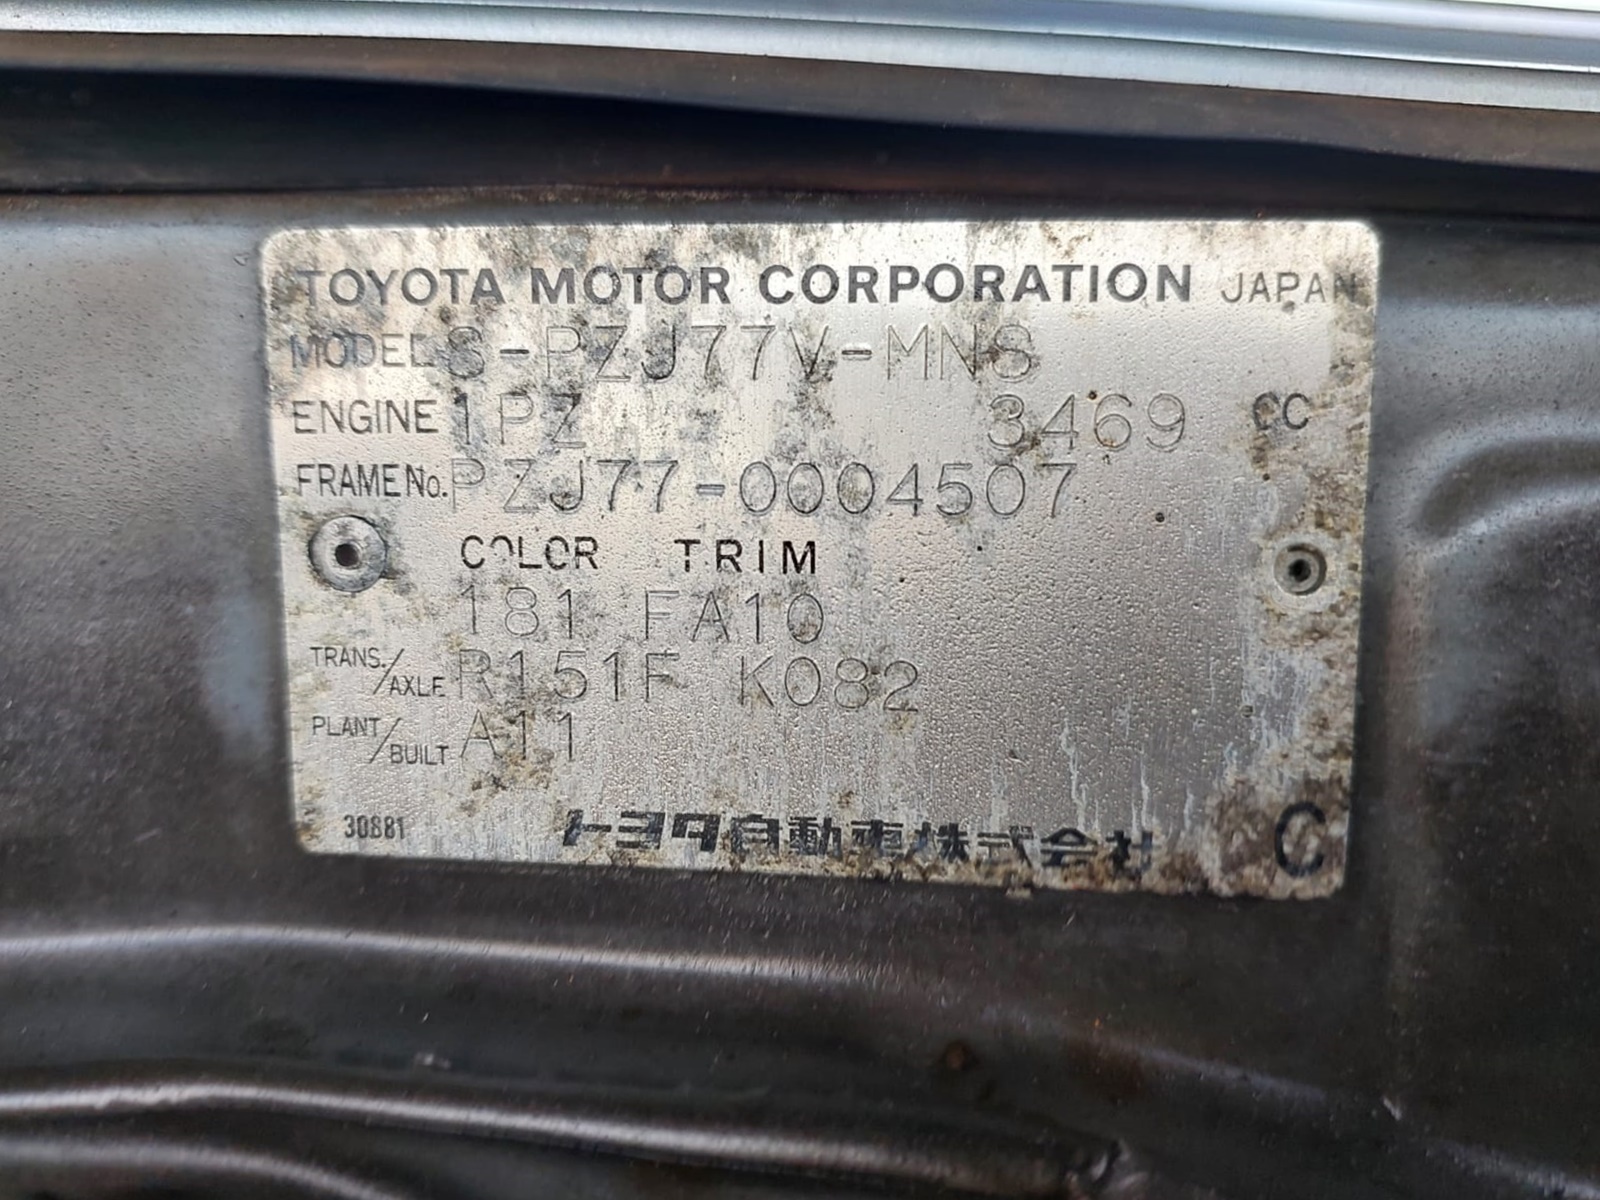 TOYOTA MOTOR CORPORATION JAPAN
MODEL S-PZJ77V-MNS
ENGINE 1PZ 3469 CC
FRAME No. PZJ77-0004507
COLOR TRIM
181 FA10
TRANS./AXLE R151F K082
PLANT/BUILT A11
30881 トヨタ自動車株式会社 C